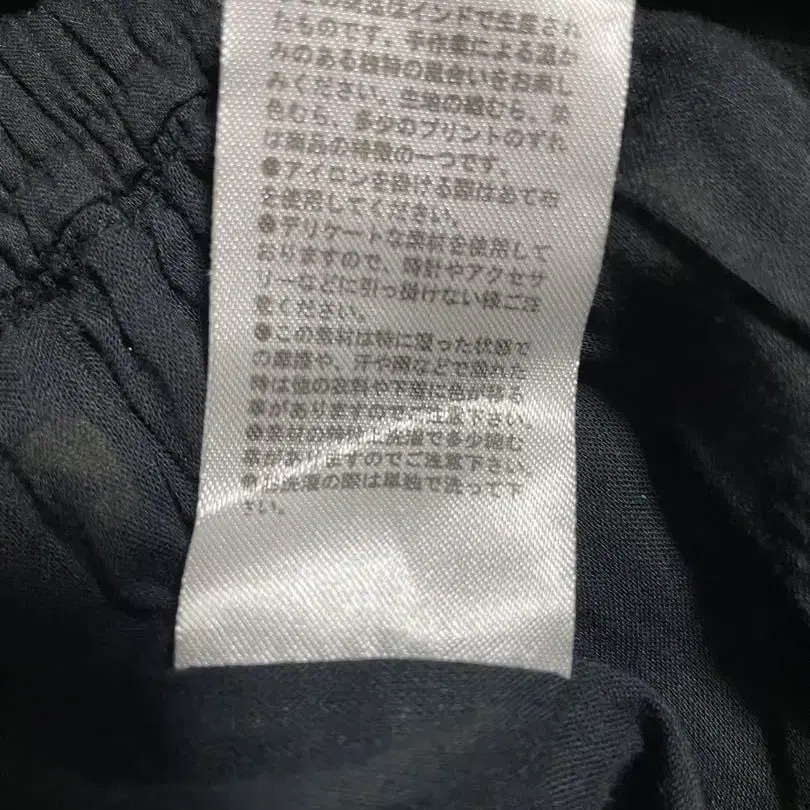 この製品はインドで生産され
たものです。手作業による温か
みのある独特の風合いをお楽し
みください。生地の織むら、染
色むら、多少のプリントのずれ
は商品の特徴の一つです。
●アイロンを掛ける際はあて布
を使用してください。
●デリケートな素材を使用して
おりますので、時計やアクセサ
リーなどに引っ掛けない様ご注
意ください。
●この素材は特に湿った状態で
の摩擦や、汗や雨などで濡れた
時は他の衣料や下着に色が移る
事がありますのでご注意下さい。
●素材の特性上洗濯で多少縮む
事がありますのでご注意下さい。
●お洗濯の際は単独で洗って下
さい。